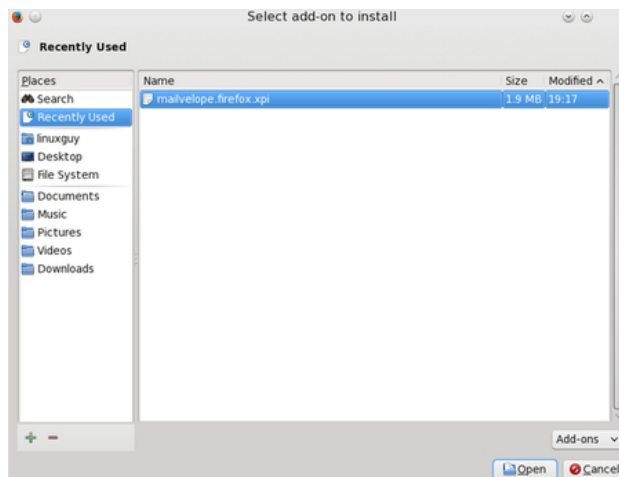 Select add-on to install
Recently Used
Places
Search
Recently Used
linuxguy
Desktop
File System
Documents
Music
Pictures
Videos
Downloads
Name Size Modified
mailvelope.firefox.xpi 1.9 MB 19:17
Add-ons
Open Cancel